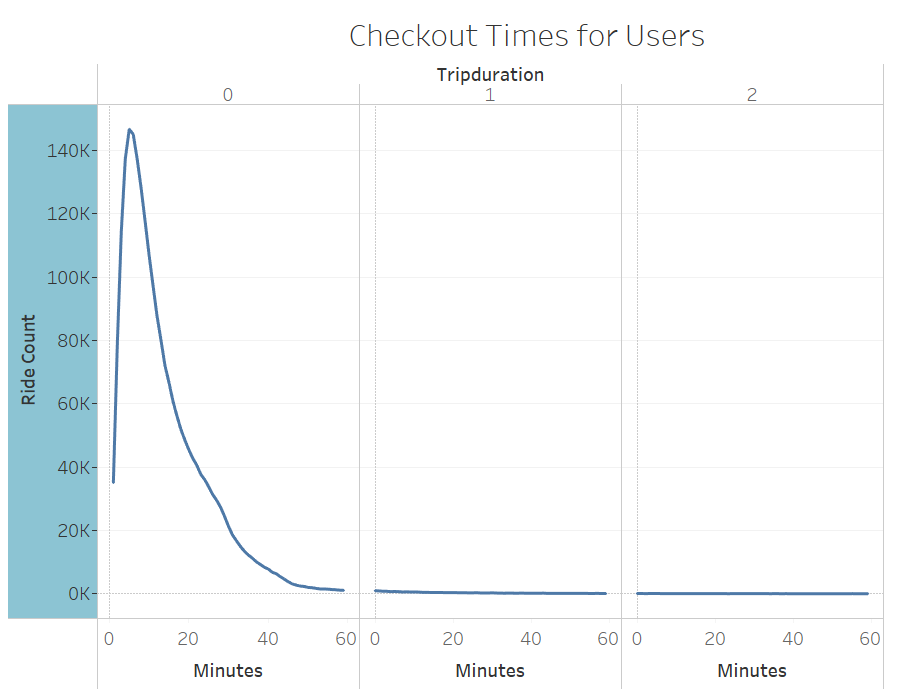 Checkout Times for Users
Tripduration
0 1 2
140K
120K
100K
80K
60K
40K
20K
0K
Ride Count
0 20 40 60 0 20 40 60 0 20 40 60
Minutes Minutes Minutes